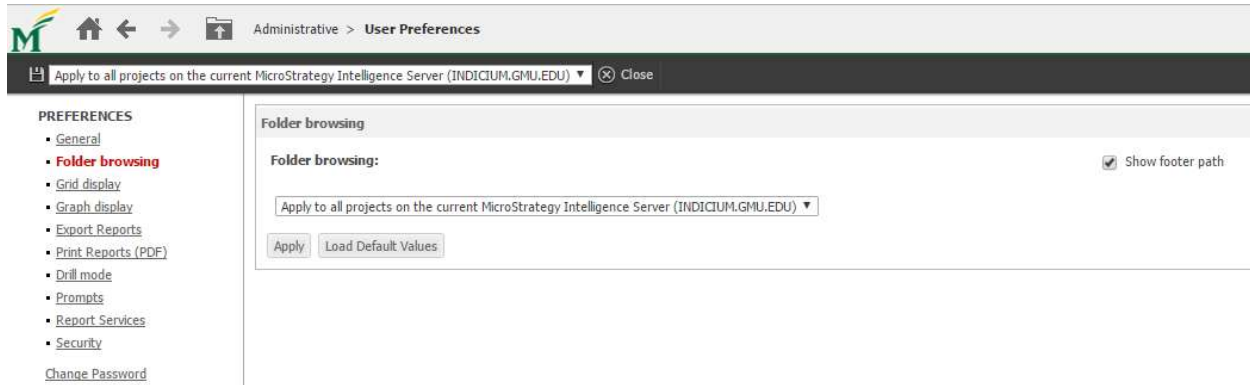 M
Administrative > User Preferences
Apply to all projects on the current MicroStrategy Intelligence Server (INDICIUM.GMU.EDU) ▼ Close
PREFERENCES
General
Folder browsing
Grid display
Graph display
Export Reports
Print Reports (PDF)
Drill mode
Prompts
Report Services
Security
Change Password
Folder browsing
Folder browsing:
Show footer path
Apply to all projects on the current MicroStrategy Intelligence Server (INDICIUM.GMU.EDU) ▼
Apply Load Default Values